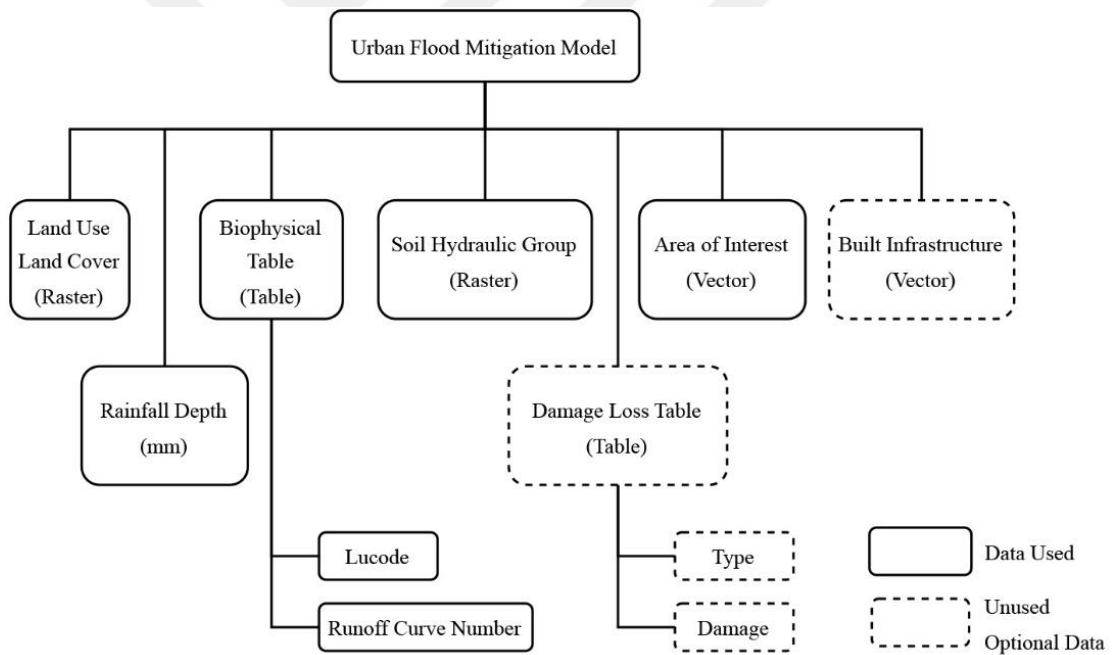 Urban Flood Mitigation Model
Land Use
Land Cover
(Raster)
Biophysical
Table
(Table)
Soil Hydraulic Group
(Raster)
Area of Interest
(Vector)
Built Infrastructure
(Vector)
Rainfall Depth
(mm)
Damage Loss Table
(Table)
Lucode
Runoff Curve Number
Type
Damage
Data Used
Unused
Optional Data